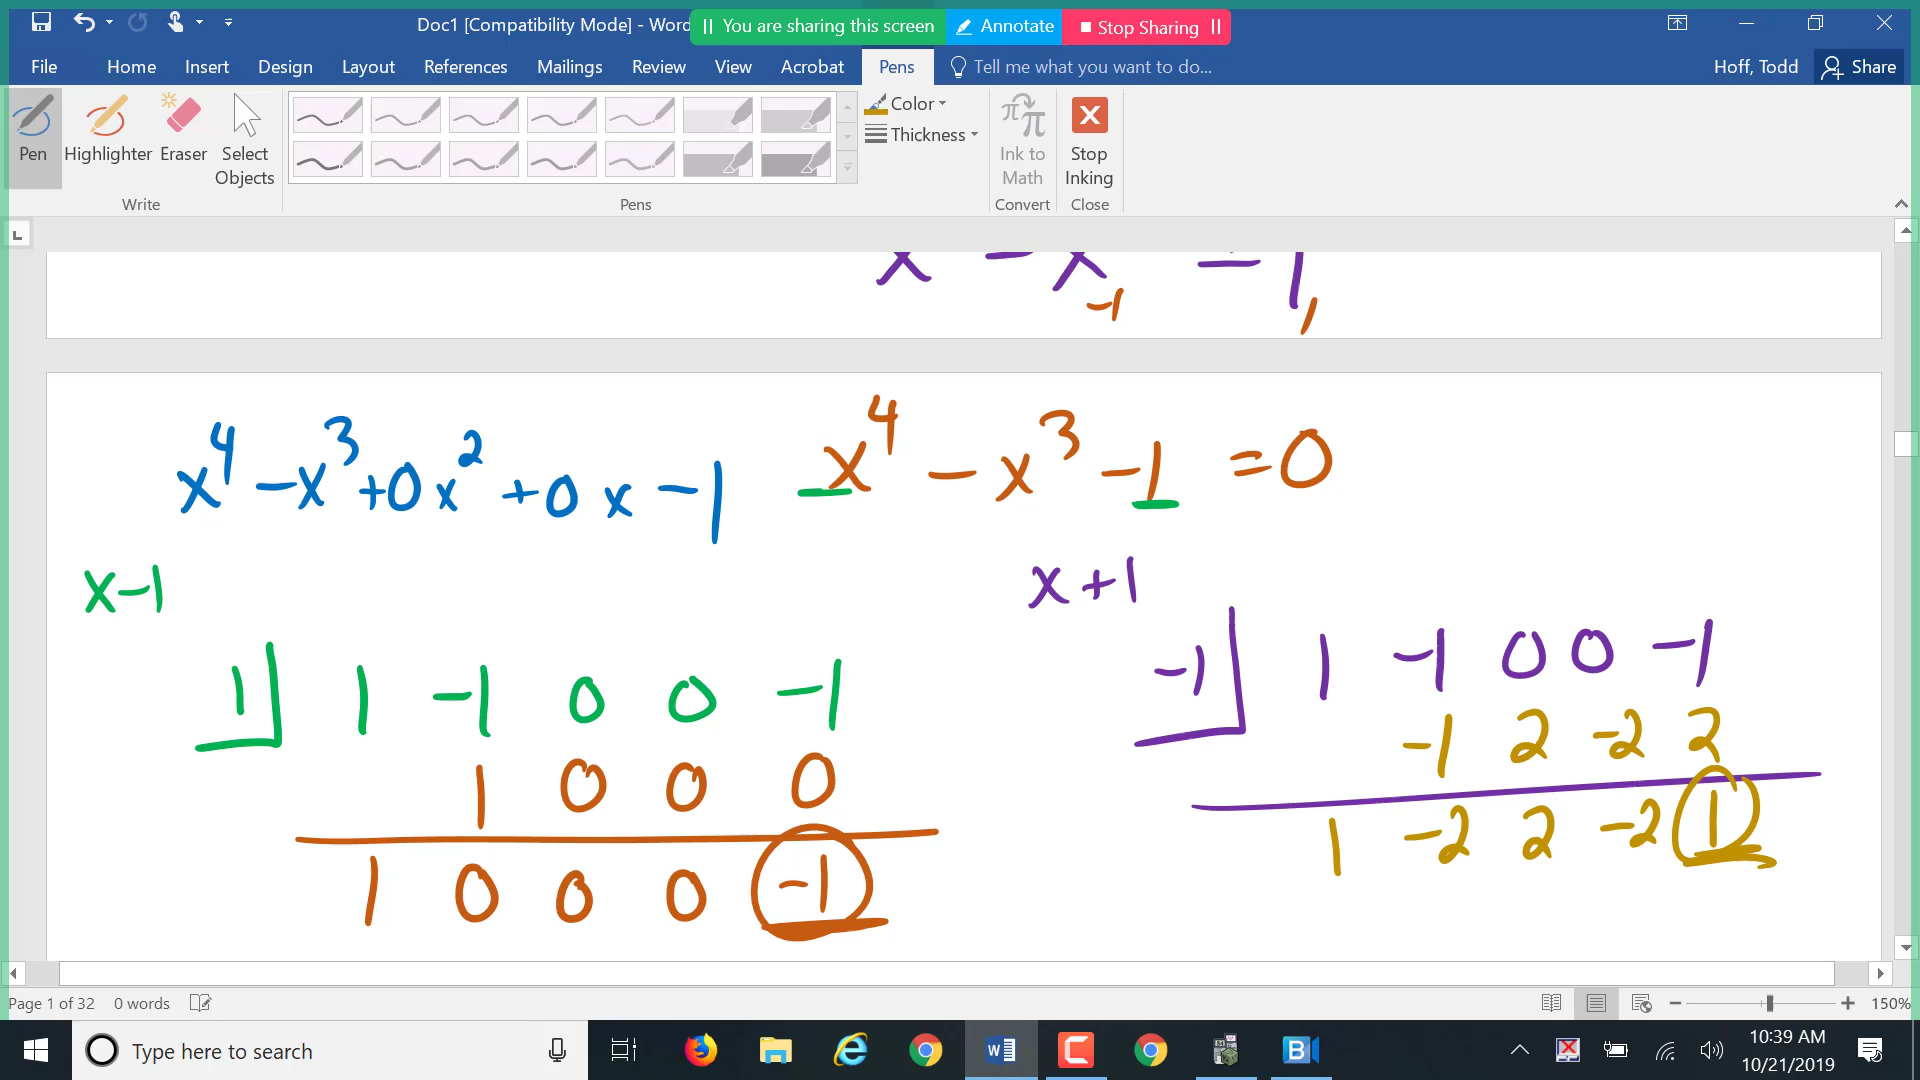 Doc1 [Compatibility Mode] - Word
You are sharing this screen
Annotate
Stop Sharing
File Home Insert Design Layout References Mailings Review View Acrobat Pens Tell me what you want to do... Hoff, Todd Share
Pen Highlighter Eraser Select Objects
Color
Thickness
Ink to Math
Stop Inking
Write Pens Convert Close
x - x = 1,
-1
x⁴ - x³ + 0x² + 0x - 1
x⁴ - x³ - 1 = 0
x - 1
x + 1
1 1 -1 0 0 -1
1 0 0 0
1 0 0 0 -1
-1 1 -1 0 0 -1
-1 2 -2 2
1 -2 2 -2 1
Page 1 of 32 0 words
150%
Type here to search
10:39 AM
10/21/2019